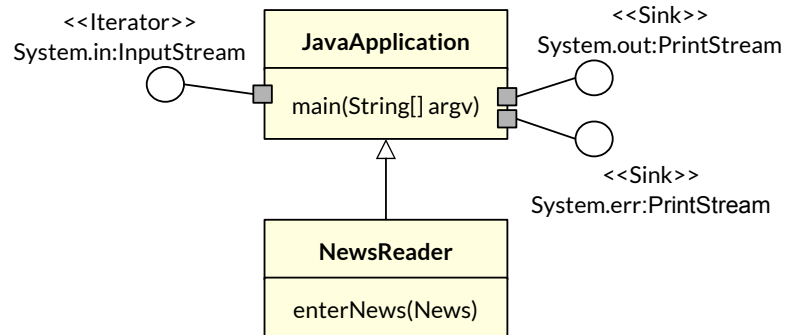 <<Iterator>>
System.in:InputStream
JavaApplication
main(String[] argv)
<<Sink>>
System.out:PrintStream
<<Sink>>
System.err:PrintStream
NewsReader
enterNews(News)